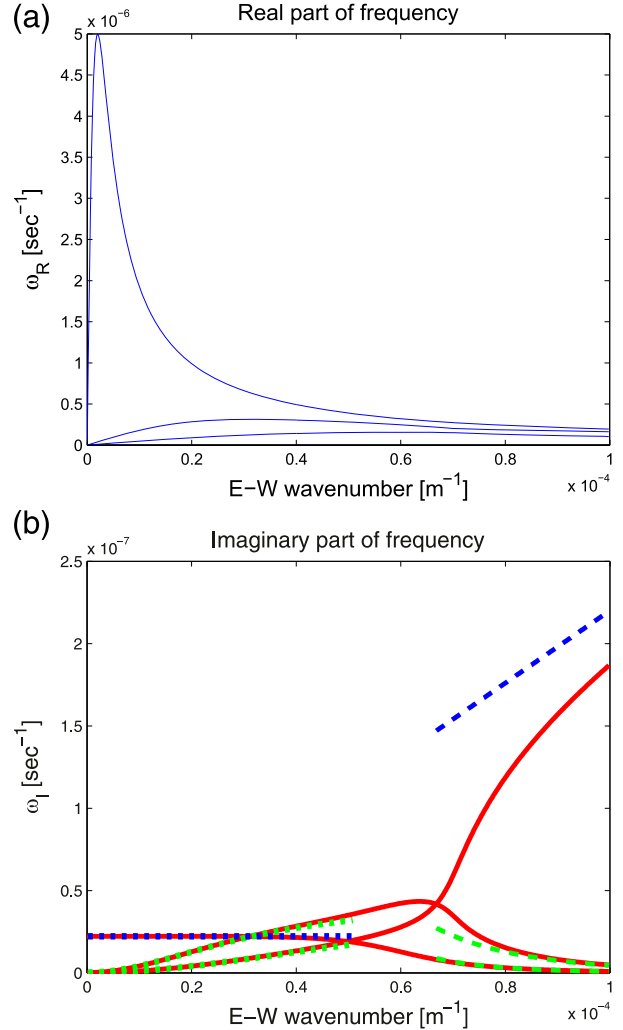 (a)
Real part of frequency
x 10⁻⁶
5
4.5
4
3.5
3
2.5
2
1.5
1
0.5
0
ω_R [sec⁻¹]
0 0.2 0.4 0.6 0.8 1
x 10⁻⁴
E−W wavenumber [m⁻¹]
(b)
Imaginary part of frequency
x 10⁻⁷
2.5
2
1.5
1
0.5
0
ω_I [sec⁻¹]
0 0.2 0.4 0.6 0.8 1
x 10⁻⁴
E−W wavenumber [m⁻¹]